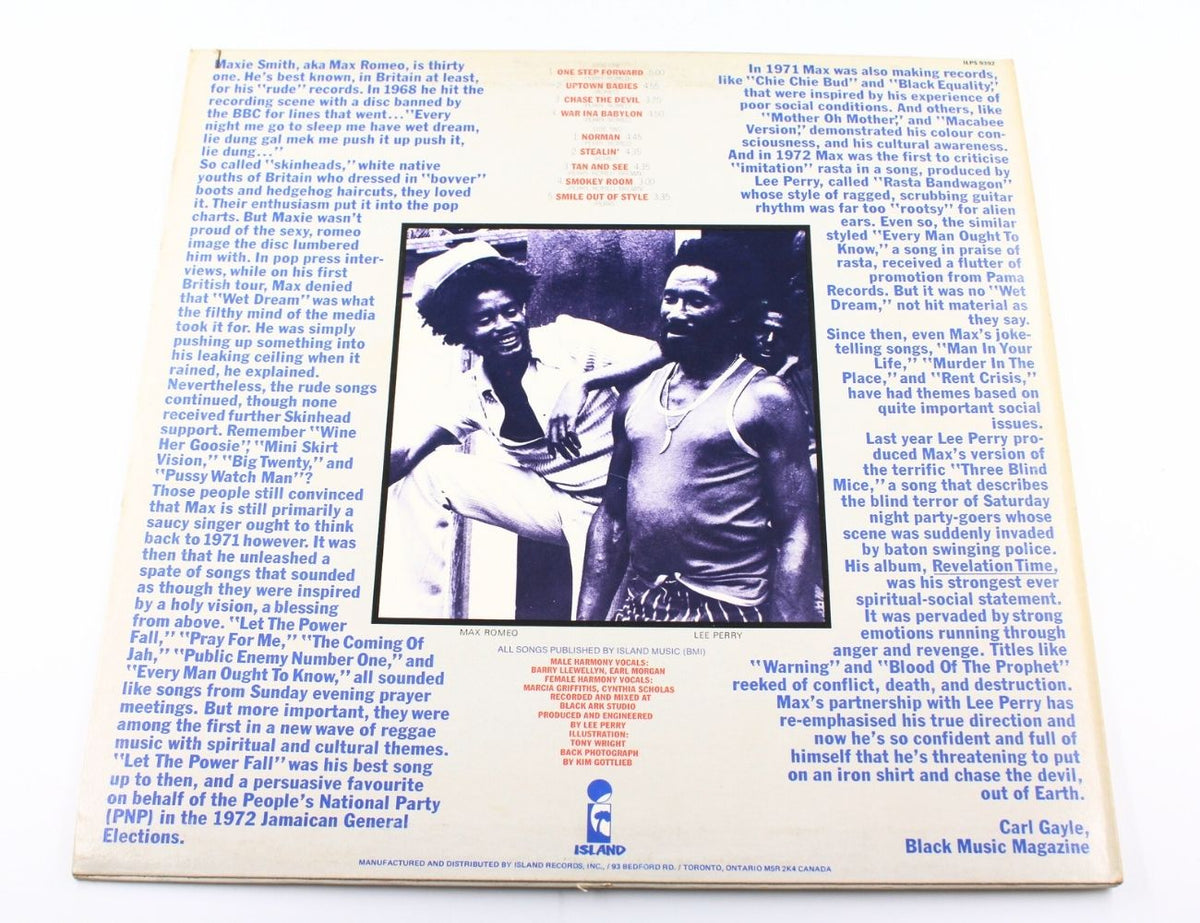 Maxie Smith, aka Max Romeo, is thirty
one. He's best known, in Britain at least,
for his "rude" records. In 1968 he hit the
recording scene with a disc banned by
the BBC for lines that went..."Every
night me go to sleep me have wet dream,
lie dung gal mek me push it up push it,
lie dung..."
So called "skinheads," white native
youths of Britain who dressed in "bovver"
boots and hedgehog haircuts, they loved
it. Their enthusiasm put it into the pop
charts. But Maxie wasn't
proud of the sexy, romeo
image the disc lumbered
him with. In pop press inter-
views, while on his first
British tour, Max denied
that "Wet Dream" was what
the filthy mind of the media
took it for. He was simply
pushing up something into
his leaking ceiling when it
rained, he explained.
Nevertheless, the rude songs
continued, though none
received further Skinhead
support. Remember "Wine
Her Goosie", "Mini Skirt
Vision," "Big Twenty," and
"Pussy Watch Man"?
Those people still convinced
that Max is still primarily a
saucy singer ought to think
back to 1971 however. It was
then that he unleashed a
spate of songs that sounded
as though they were inspired
by a holy vision, a blessing
from above. "Let The Power
Fall," "Pray For Me," "The Coming Of
Jah," "Public Enemy Number One," and
"Every Man Ought To Know," all sounded
like songs from Sunday evening prayer
meetings. But more important, they were
among the first in a new wave of reggae
music with spiritual and cultural themes.
"Let The Power Fall" was his best song
up to then, and a persuasive favourite
on behalf of the People's National Party
(PNP) in the 1972 Jamaican General
Elections.
1 ONE STEP FORWARD 5:00
2 UPTOWN BABIES
3 CHASE THE DEVIL
4 WAR INA BABYLON
1 NORMAN
2 STEALIN'
3 TAN AND SEE 4:35
4 SMOKEY ROOM 3:00
5 SMILE OUT OF STYLE 3:35
ILPS 9392
In 1971 Max was also making records,
like "Chie Chie Bud" and "Black Equality,"
that were inspired by his experience of
poor social conditions. And others, like
"Mother Oh Mother," and "Macabee
Version," demonstrated his colour con-
sciousness, and his cultural awareness.
And in 1972 Max was the first to criticise
"imitation" rasta in a song, produced by
Lee Perry, called "Rasta Bandwagon"
whose style of ragged, scrubbing guitar
rhythm was far too "rootsy" for alien
ears. Even so, the similar
styled "Every Man Ought To
Know," a song in praise of
rasta, received a flutter of
promotion from Pama
Records. But it was no "Wet
Dream," not hit material as
they say.
Since then, even Max's joke-
telling songs, "Man In Your
Life," "Murder In The
Place," and "Rent Crisis,"
have had themes based on
quite important social
issues.
Last year Lee Perry pro-
duced Max's version of
the terrific "Three Blind
Mice," a song that describes
the blind terror of Saturday
night party-goers whose
scene was suddenly invaded
by baton swinging police.
His album, Revelation Time,
was his strongest ever
spiritual-social statement.
It was pervaded by strong
emotions running through
anger and revenge. Titles like
"Warning" and "Blood Of The Prophet"
reeked of conflict, death, and destruction.
Max's partnership with Lee Perry has
re-emphasised his true direction and
now he's so confident and full of
himself that he's threatening to put
on an iron shirt and chase the devil,
out of Earth.
Carl Gayle,
Black Music Magazine
MAX ROMEO
LEE PERRY
ALL SONGS PUBLISHED BY ISLAND MUSIC (BMI)
MALE HARMONY VOCALS:
BARRY LLEWELLYN, EARL MORGAN
FEMALE HARMONY VOCALS:
MARCIA GRIFFITHS, CYNTHIA SCHOLAS
RECORDED AND MIXED AT
BLACK ARK STUDIO
PRODUCED AND ENGINEERED
BY LEE PERRY
ILLUSTRATION:
TONY WRIGHT
BACK PHOTOGRAPH
BY KIM GOTTLIEB
ISLAND
MANUFACTURED AND DISTRIBUTED BY ISLAND RECORDS, INC., / 93 BEDFORD RD. / TORONTO, ONTARIO M5R 2K4 CANADA